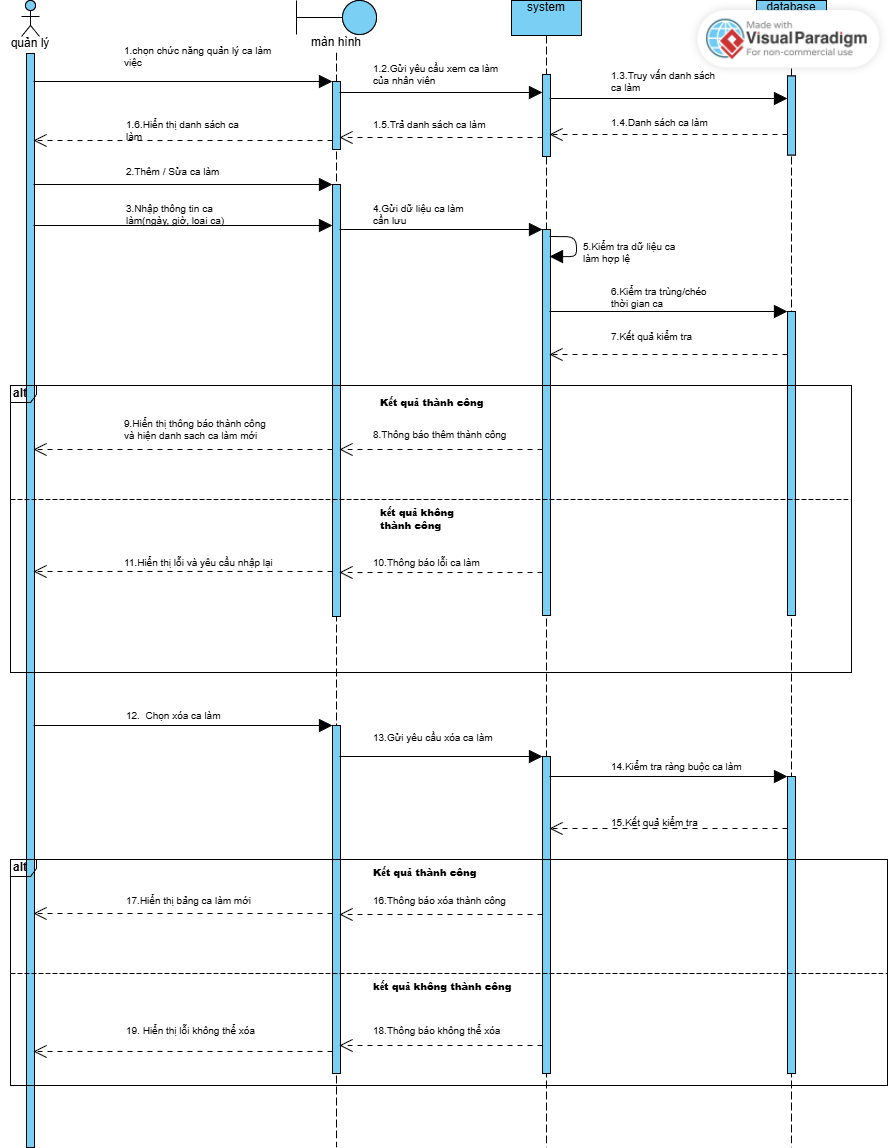 system
database
Made with
VisualParadigm
For non-commercial use
quản lý
màn hình
1.chọn chức năng quản lý ca làm
việc
1.2.Gửi yêu cầu xem ca làm
của nhân viên
1.3.Truy vấn danh sách
ca làm
1.6.Hiển thị danh sách ca
làm
1.5.Trả danh sách ca làm
1.4.Danh sách ca làm
2.Thêm / Sửa ca làm
3.Nhập thông tin ca
làm(ngày, giờ, loại ca)
4.Gửi dữ liệu ca làm
cần lưu
5.Kiểm tra dữ liệu ca
làm hợp lệ
6.Kiểm tra trùng/chéo
thời gian ca
7.Kết quả kiểm tra
alt
Kết quả thành công
9.Hiển thị thông báo thành công
và hiện danh sach ca làm mới
8.Thông báo thêm thành công
kết quả không
thành công
11.Hiển thị lỗi và yêu cầu nhập lại
10.Thông báo lỗi ca làm
12. Chọn xóa ca làm
13.Gửi yêu cầu xóa ca làm
14.Kiểm tra ràng buộc ca làm
15.Kết quả kiểm tra
alt
Kết quả thành công
17.Hiển thị bảng ca làm mới
16.Thông báo xóa thành công
kết quả không thành công
19. Hiển thị lỗi không thể xóa
18.Thông báo không thể xóa